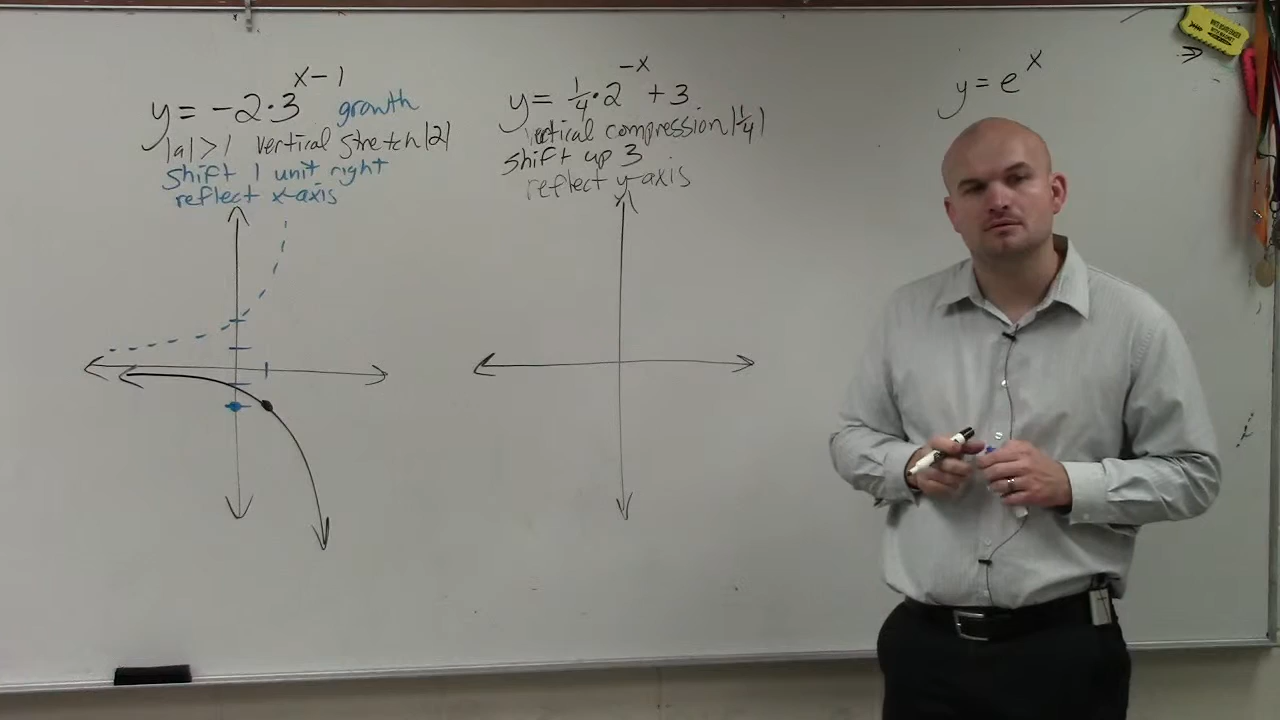 y = -2·3^(x-1) growth
|a| > 1 vertical stretch |2|
shift 1 unit right
reflect x-axis
y = 1/4·2^(-x) + 3
vertical compression |1/4|
shift up 3
reflect y-axis
y = e^x